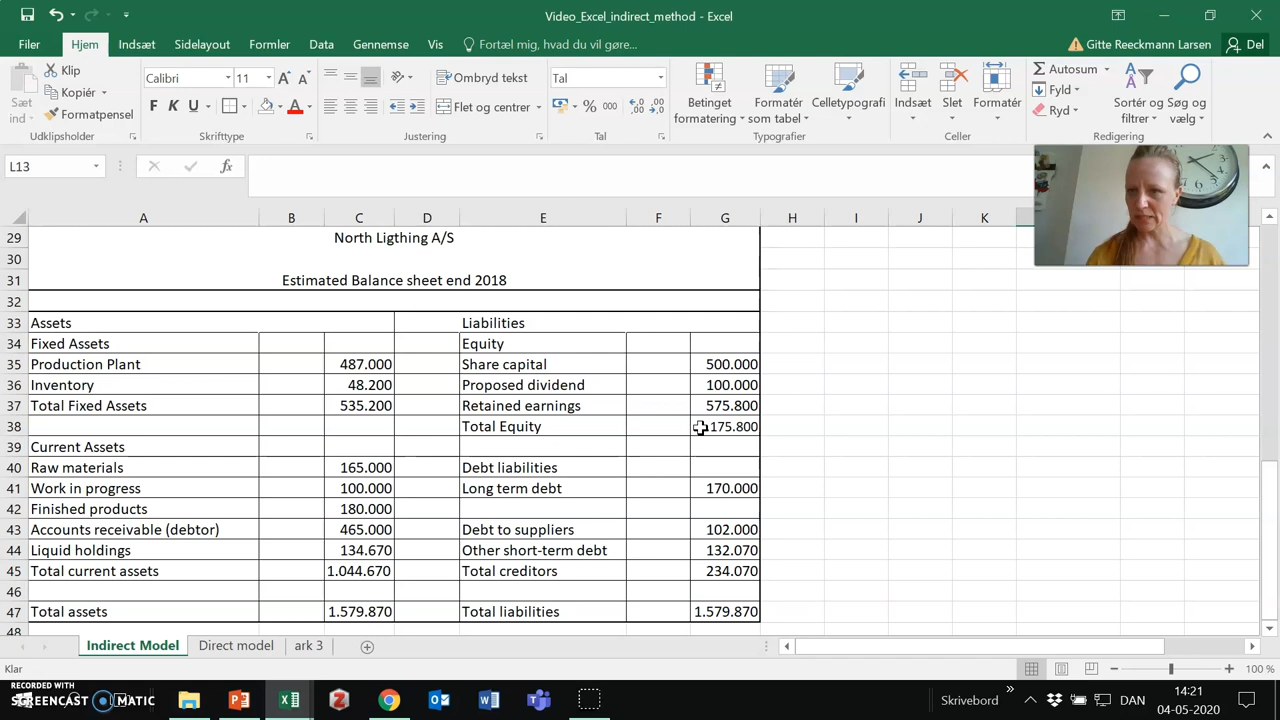 Video_Excel_indirect_method - Excel
Filer Hjem Indsæt Sidelayout Formler Data Gennemse Vis Fortæl mig, hvad du vil gøre... Gitte Reeckmann Larsen Del
Sæt ind
Klip
Kopiér
Formatpensel
Udklipsholder
Calibri 11
F K U
Skrifttype
Ombryd tekst
Flet og centrer
Justering
Tal
% 000
Tal
Betinget formatering
Formatér som tabel
Celletypografi
Typografier
Indsæt Slet Formatér
Celler
Autosum
Fyld
Ryd
Sortér og filtrer
Søg og vælg
Redigering
L13 fx
A B C D E F G H I J K
29 North Ligthing A/S
30
31 Estimated Balance sheet end 2018
32
33 Assets Liabilities
34 Fixed Assets Equity
35 Production Plant 487.000 Share capital 500.000
36 Inventory 48.200 Proposed dividend 100.000
37 Total Fixed Assets 535.200 Retained earnings 575.800
38 Total Equity 175.800
39 Current Assets
40 Raw materials 165.000 Debt liabilities
41 Work in progress 100.000 Long term debt 170.000
42 Finished products 180.000
43 Accounts receivable (debtor) 465.000 Debt to suppliers 102.000
44 Liquid holdings 134.670 Other short-term debt 132.070
45 Total current assets 1.044.670 Total creditors 234.070
46
47 Total assets 1.579.870 Total liabilities 1.579.870
48
Indirect Model Direct model ark 3
Klar 100 %
RECORDED WITH
SCREENCAST MATIC
Skrivebord DAN 14:21
04-05-2020